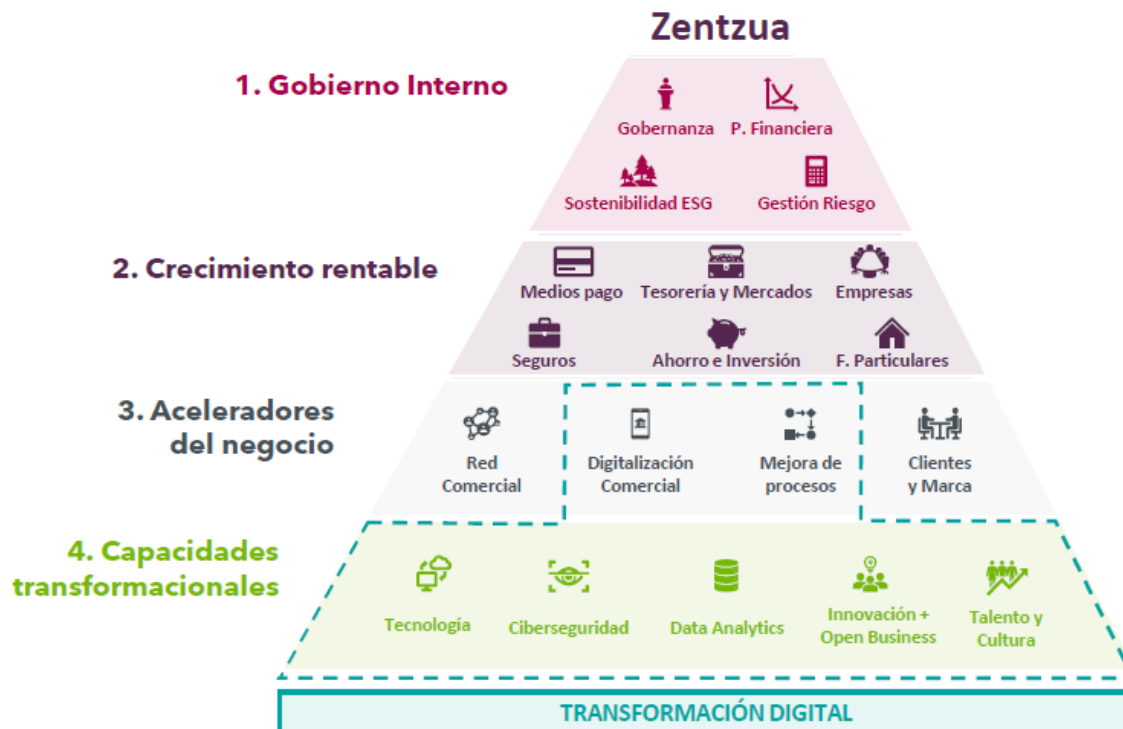 Zentzua
1. Gobierno Interno
Gobernanza
P. Financiera
Sostenibilidad ESG
Gestión Riesgo
2. Crecimiento rentable
Medios pago
Tesorería y Mercados
Empresas
Seguros
Ahorro e Inversión
F. Particulares
3. Aceleradores
del negocio
Red
Comercial
Digitalización
Comercial
Mejora de
procesos
Clientes
y Marca
4. Capacidades
transformacionales
Tecnología
Ciberseguridad
Data Analytics
Innovación +
Open Business
Talento y
Cultura
TRANSFORMACIÓN DIGITAL